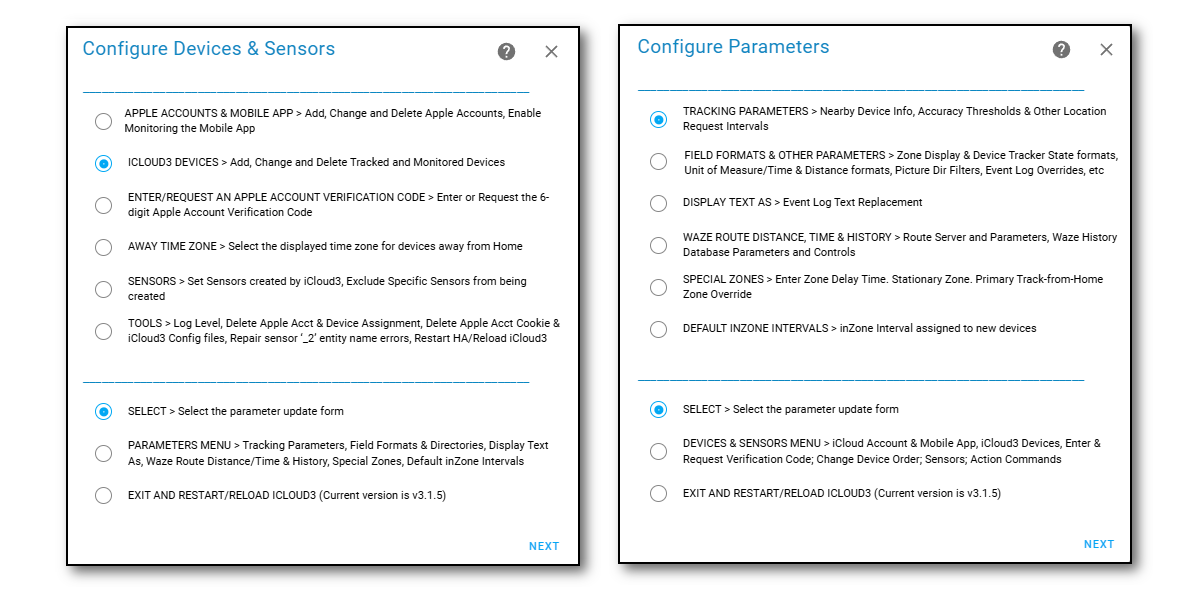 Configure Devices & Sensors
APPLE ACCOUNTS & MOBILE APP > Add, Change and Delete Apple Accounts, Enable
Monitoring the Mobile App
ICLOUD3 DEVICES > Add, Change and Delete Tracked and Monitored Devices
ENTER/REQUEST AN APPLE ACCOUNT VERIFICATION CODE > Enter or Request the 6-
digit Apple Account Verification Code
AWAY TIME ZONE > Select the displayed time zone for devices away from Home
SENSORS > Set Sensors created by iCloud3, Exclude Specific Sensors from being
created
TOOLS > Log Level, Delete Apple Acct & Device Assignment, Delete Apple Acct Cookie &
iCloud3 Config files, Repair sensor '_2' entity name errors, Restart HA/Reload iCloud3
SELECT > Select the parameter update form
PARAMETERS MENU > Tracking Parameters, Field Formats & Directories, Display Text
As, Waze Route Distance/Time & History, Special Zones, Default inZone Intervals
EXIT AND RESTART/RELOAD ICLOUD3 (Current version is v3.1.5)
NEXT
Configure Parameters
TRACKING PARAMETERS > Nearby Device Info, Accuracy Thresholds & Other Location
Request Intervals
FIELD FORMATS & OTHER PARAMETERS > Zone Display & Device Tracker State formats,
Unit of Measure/Time & Distance formats, Picture Dir Filters, Event Log Overrides, etc
DISPLAY TEXT AS > Event Log Text Replacement
WAZE ROUTE DISTANCE, TIME & HISTORY > Route Server and Parameters, Waze History
Database Parameters and Controls
SPECIAL ZONES > Enter Zone Delay Time. Stationary Zone. Primary Track-from-Home
Zone Override
DEFAULT INZONE INTERVALS > inZone Interval assigned to new devices
SELECT > Select the parameter update form
DEVICES & SENSORS MENU > iCloud Account & Mobile App, iCloud3 Devices, Enter &
Request Verification Code; Change Device Order; Sensors; Action Commands
EXIT AND RESTART/RELOAD ICLOUD3 (Current version is v3.1.5)
NEXT